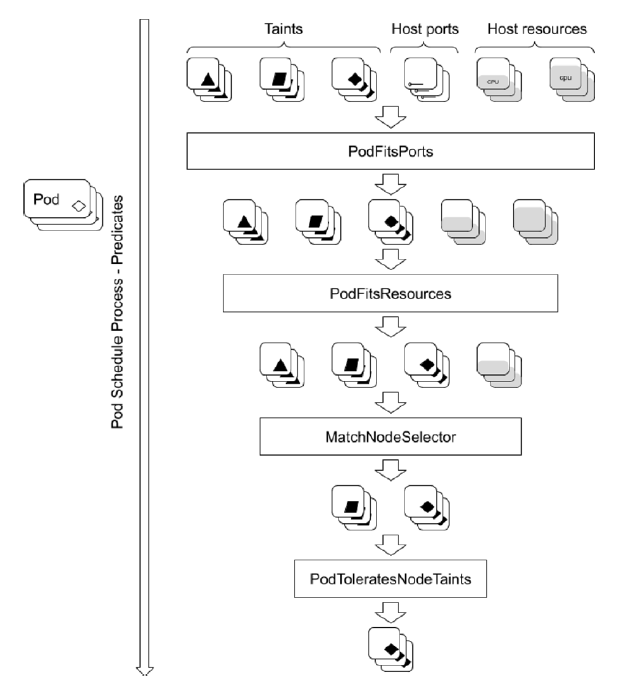 Taints
Host ports
Host resources
CPU
cpu
PodFitsPorts
Pod
Pod Schedule Process - Predicates
PodFitsResources
MatchNodeSelector
PodToleratesNodeTaints